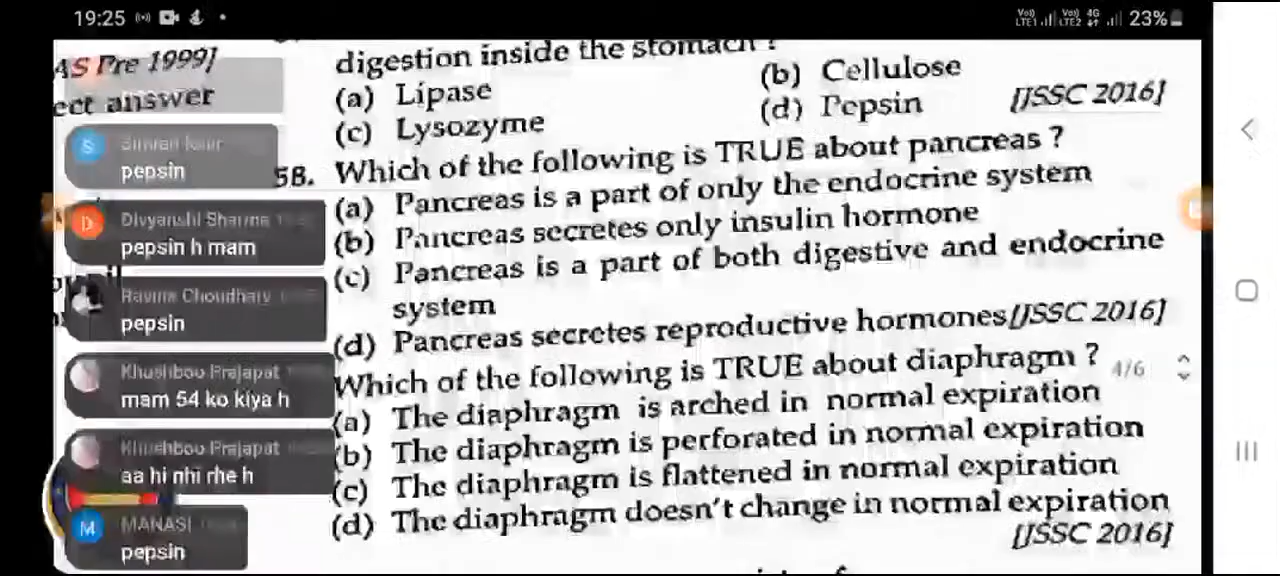 19:25
VoD LTE1 VoD LTE2 4G 23%
AS Pre 1999]
ect answer
digestion inside the stomach ?
(a) Lipase
(b) Cellulose
(c) Lysozyme
(d) Pepsin
[JSSC 2016]
58. Which of the following is TRUE about pancreas ?
(a) Pancreas is a part of only the endocrine system
(b) Pancreas secretes only insulin hormone
(c) Pancreas is a part of both digestive and endocrine
system
(d) Pancreas secretes reproductive hormones [JSSC 2016]
Which of the following is TRUE about diaphragm ?
(a) The diaphragm is arched in normal expiration
(b) The diaphragm is perforated in normal expiration
(c) The diaphragm is flattened in normal expiration
(d) The diaphragm doesn't change in normal expiration
[JSSC 2016]
4/6
S
pepsin
D Divyanshi Sharma
pepsin h mam
Ravina Choudhary
pepsin
Khushboo Prajapat
mam 54 ko kiya h
Khushboo Prajapat
aa hi nhi rhe h
M MANASI
pepsin